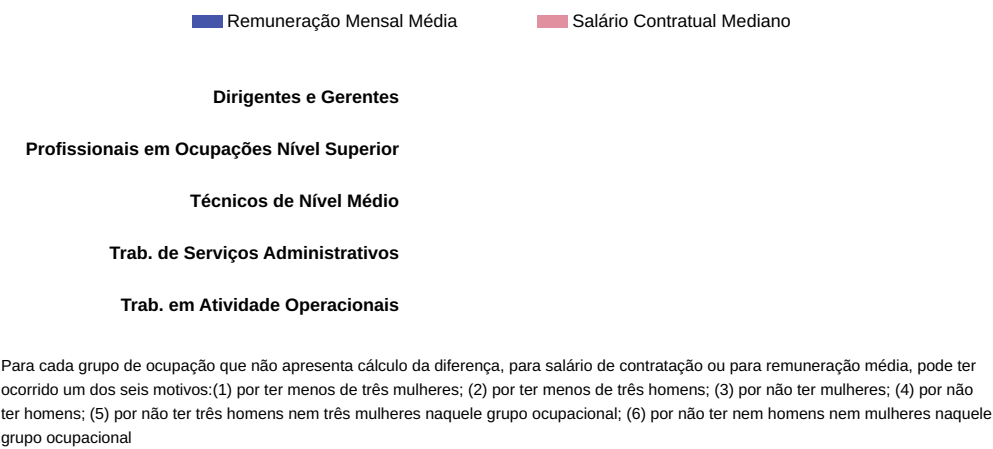 Remuneração Mensal Média Salário Contratual Mediano
Dirigentes e Gerentes
Profissionais em Ocupações Nível Superior
Técnicos de Nível Médio
Trab. de Serviços Administrativos
Trab. em Atividade Operacionais
Para cada grupo de ocupação que não apresenta cálculo da diferença, para salário de contratação ou para remuneração média, pode ter
ocorrido um dos seis motivos:(1) por ter menos de três mulheres; (2) por ter menos de três homens; (3) por não ter mulheres; (4) por não
ter homens; (5) por não ter três homens nem três mulheres naquele grupo ocupacional; (6) por não ter nem homens nem mulheres naquele
grupo ocupacional